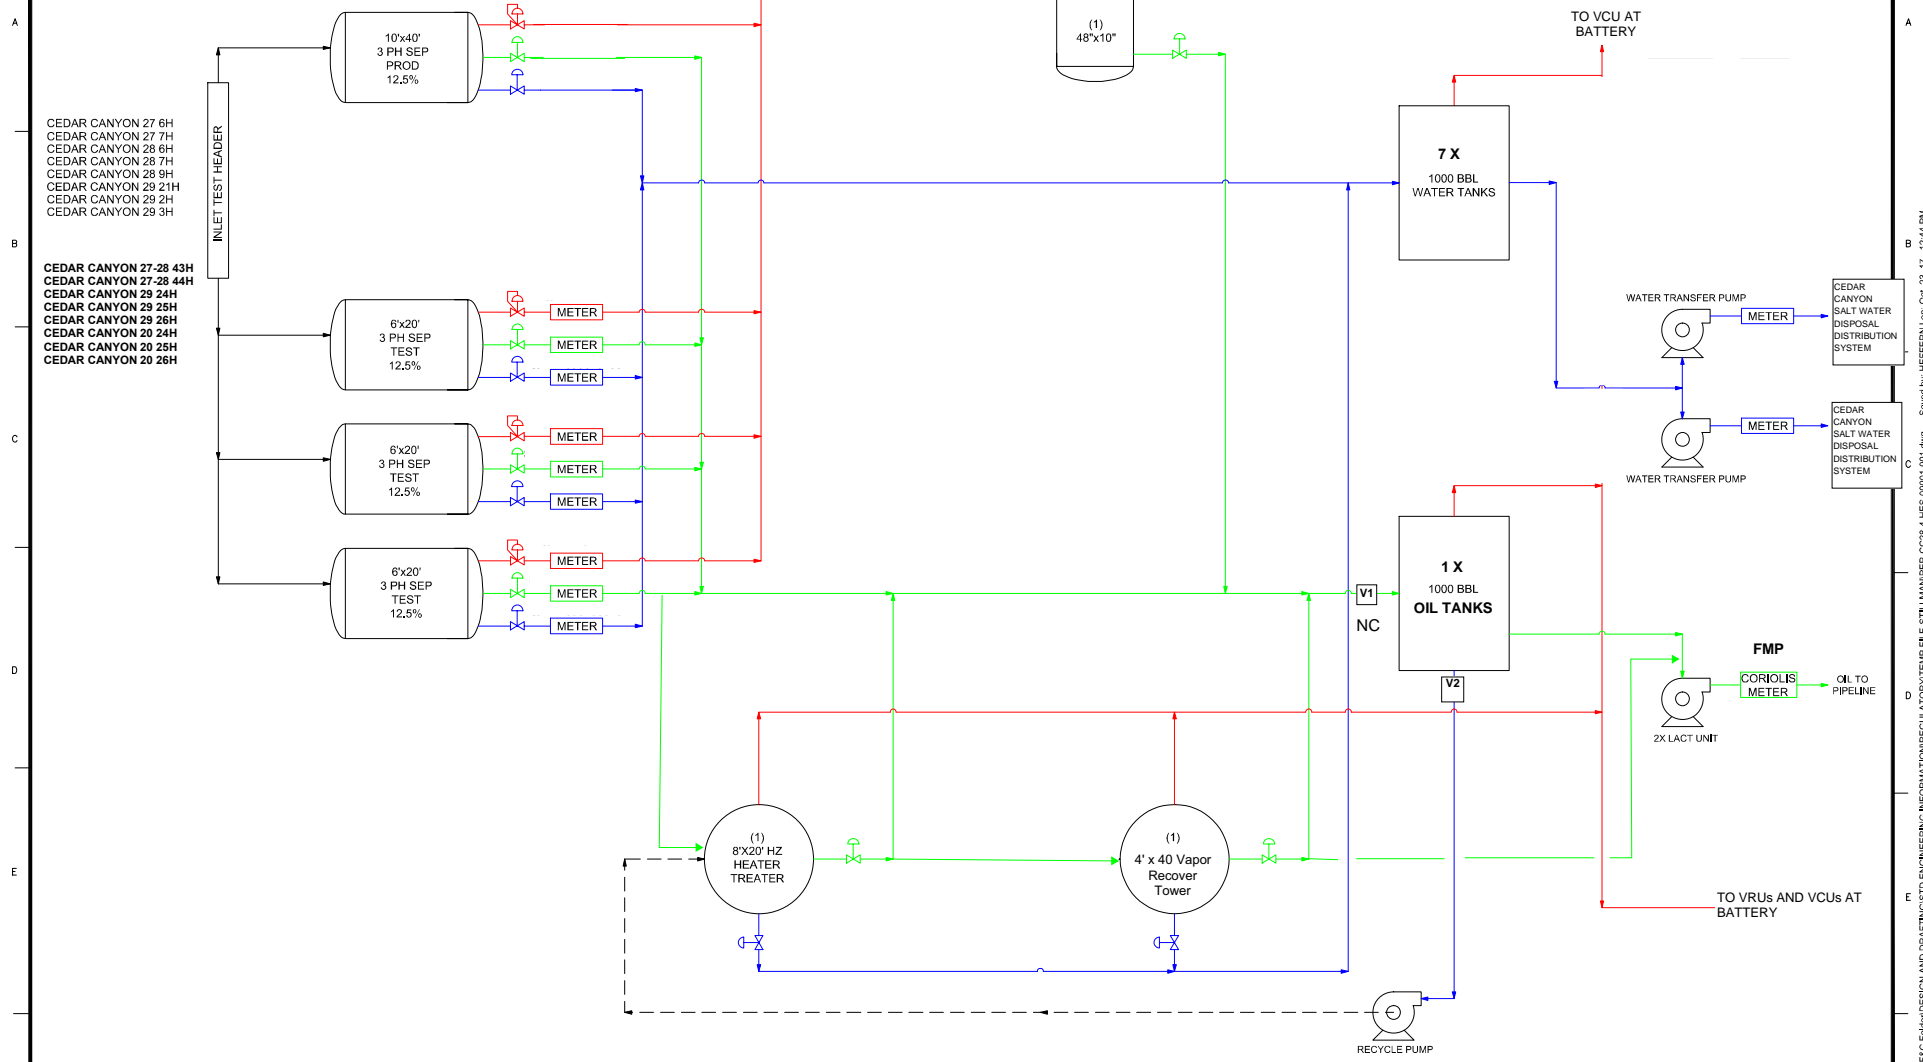 A
10'x40'
3 PH SEP
PROD
12.5%
(1)
48"x10"
TO VCU AT
BATTERY
A
CEDAR CANYON 27 6H
CEDAR CANYON 27 7H
CEDAR CANYON 28 6H
CEDAR CANYON 28 7H
CEDAR CANYON 28 9H
CEDAR CANYON 29 21H
CEDAR CANYON 29 2H
CEDAR CANYON 29 3H
INLET TEST HEADER
7 X
1000 BBL
WATER TANKS
B
B
CEDAR CANYON 27-28 43H
CEDAR CANYON 27-28 44H
CEDAR CANYON 29 24H
CEDAR CANYON 29 25H
CEDAR CANYON 29 26H
CEDAR CANYON 20 24H
CEDAR CANYON 20 25H
CEDAR CANYON 20 26H
6'x20'
3 PH SEP
TEST
12.5%
METER
METER
METER
WATER TRANSFER PUMP
METER
CEDAR
CANYON
SALT WATER
DISPOSAL
DISTRIBUTION
SYSTEM
C
6'x20'
3 PH SEP
TEST
12.5%
METER
METER
METER
METER
WATER TRANSFER PUMP
CEDAR
CANYON
SALT WATER
DISPOSAL
DISTRIBUTION
SYSTEM
C
6'x20'
3 PH SEP
TEST
12.5%
METER
METER
METER
V1
NC
1 X
1000 BBL
OIL TANKS
V2
D
FMP
CORIOLIS
METER
OIL TO
PIPELINE
2X LACT UNIT
D
E
(1)
8'X20' HZ
HEATER
TREATER
(1)
4' x 40 Vapor
Recover
Tower
TO VRUs AND VCUs AT
BATTERY
E
RECYCLE PUMP